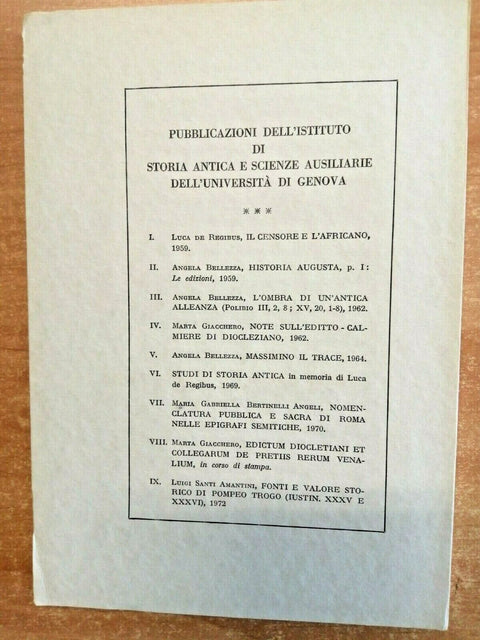 PUBBLICAZIONI DELL'ISTITUTO
DI
STORIA ANTICA E SCIENZE AUSILIARIE
DELL'UNIVERSITÀ DI GENOVA
* * *
I. LUCA DE REGIBUS, IL CENSORE E L'AFRICANO,
1959.
II. ANGELA BELLEZZA, HISTORIA AUGUSTA, p. I:
Le edizioni, 1959.
III. ANGELA BELLEZZA, L'OMBRA DI UN'ANTICA
ALLEANZA (POLIBIO III, 2, 8; XV, 20, 1-8), 1962.
IV. MARTA GIACCHERO, NOTE SULL'EDITTO-CAL-
MIERE DI DIOCLEZIANO, 1962.
V. ANGELA BELLEZZA, MASSIMINO IL TRACE, 1964.
VI. STUDI DI STORIA ANTICA in memoria di Luca
de Regibus, 1969.
VII. MARIA GABRIELLA BERTINELLI ANGELI, NOMEN-
CLATURA PUBBLICA E SACRA DI ROMA
NELLE EPIGRAFI SEMITICHE, 1970.
VIII. MARTA GIACCHERO, EDICTUM DIOCLETIANI ET
COLLEGARUM DE PRETIIS RERUM VENA-
LIUM, in corso di stampa.
IX. LUIGI SANTI AMANTINI, FONTI E VALORE STO-
RICO DI POMPEO TROGO (IUSTIN. XXXV E
XXXVI), 1972